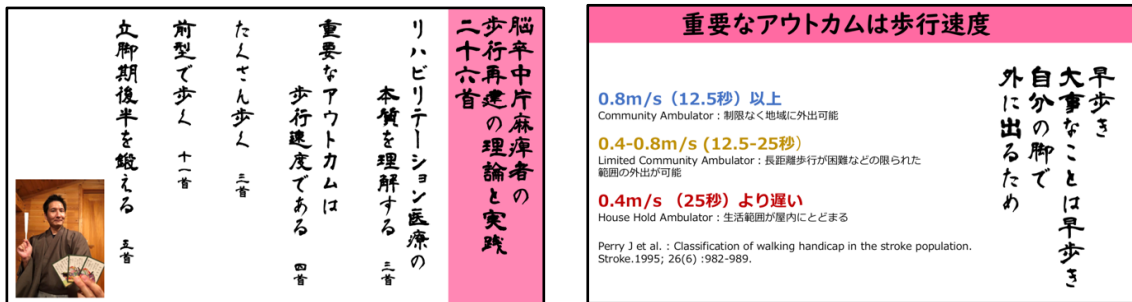 脳卒中片麻痺者の
歩行再建の理論と実践
二十六首
リハビリテーション医療の
本質を理解する 三首
重要なアウトカムは
歩行速度である 四首
たくさん歩く 三首
前型で歩く 十一首
立脚期後半を鍛える 五首
重要なアウトカムは歩行速度
早歩き
大事なことは早歩き
自分の脚で
外に出るため
0.8m/s（12.5秒）以上
Community Ambulator：制限なく地域に外出可能
0.4-0.8m/s (12.5-25秒）
Limited Community Ambulator：長距離歩行が困難などの限られた
範囲の外出が可能
0.4m/s （25秒）より遅い
House Hold Ambulator：生活範囲が屋内にとどまる
Perry J et al. : Classification of walking handicap in the stroke population.
Stroke.1995; 26(6) :982-989.